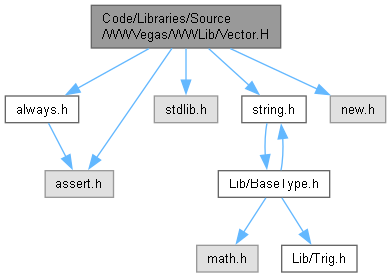 Code/Libraries/Source
/WWVegas/WWLib/Vector.H
always.h
stdlib.h
string.h
new.h
assert.h
Lib/BaseType.h
math.h
Lib/Trig.h